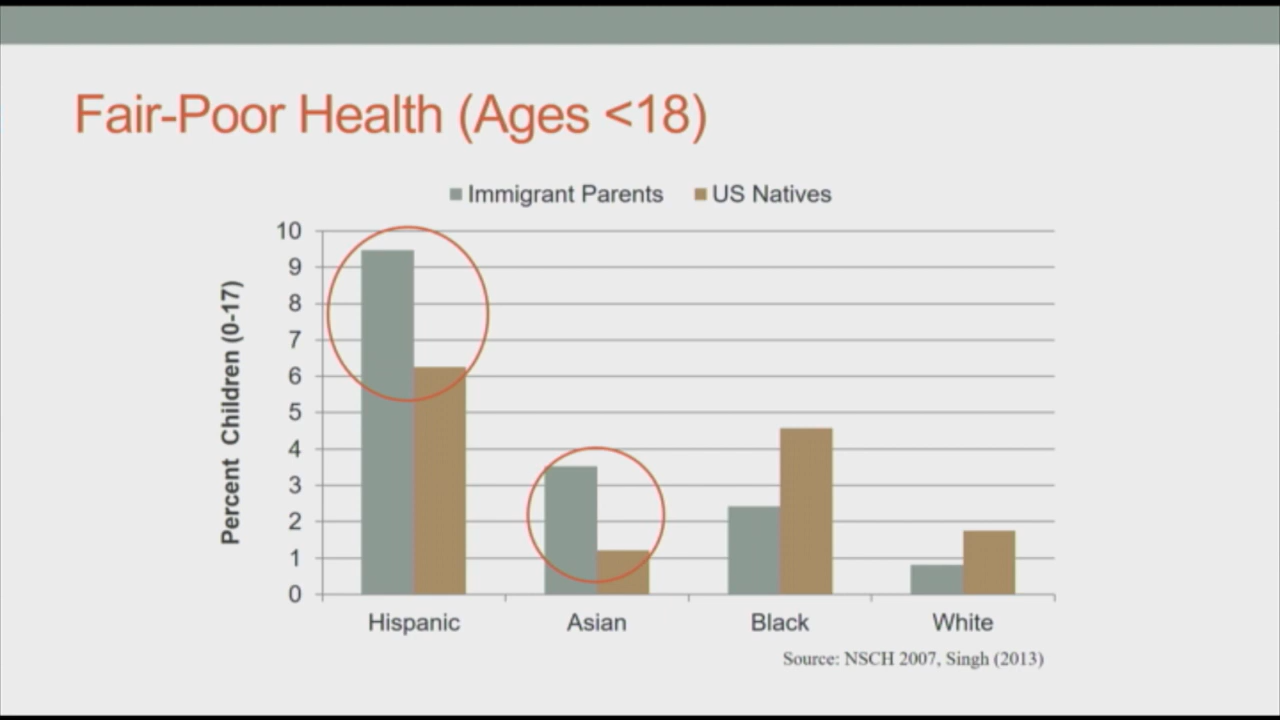 Fair-Poor Health (Ages <18)
Immigrant Parents US Natives
10
9
8
7
6
5
4
3
2
1
0
Percent Children (0-17)
Hispanic Asian Black White
Source: NSCH 2007, Singh (2013)